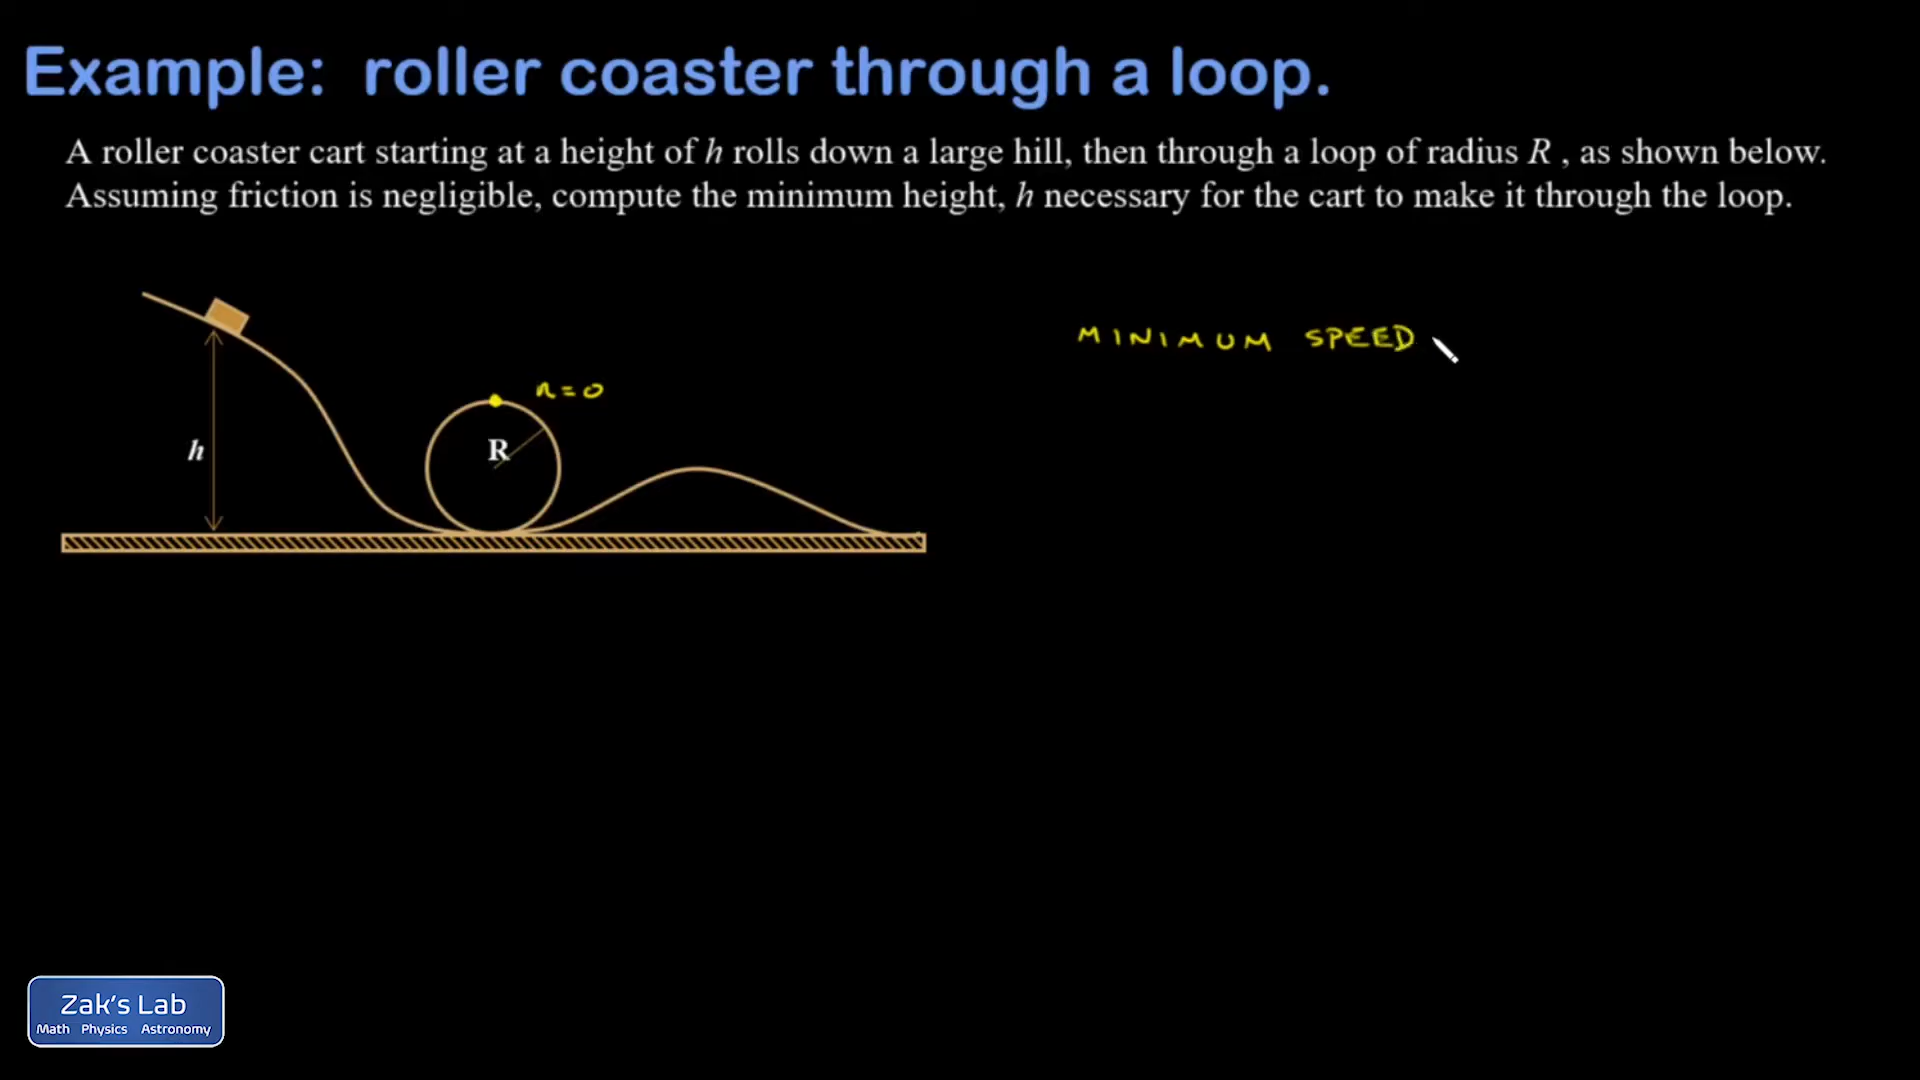 Example: roller coaster through a loop.
A roller coaster cart starting at a height of h rolls down a large hill, then through a loop of radius R , as shown below.
Assuming friction is negligible, compute the minimum height, h necessary for the cart to make it through the loop.
MINIMUM SPEED
n=0
h
R
Zak's Lab
Math Physics Astronomy